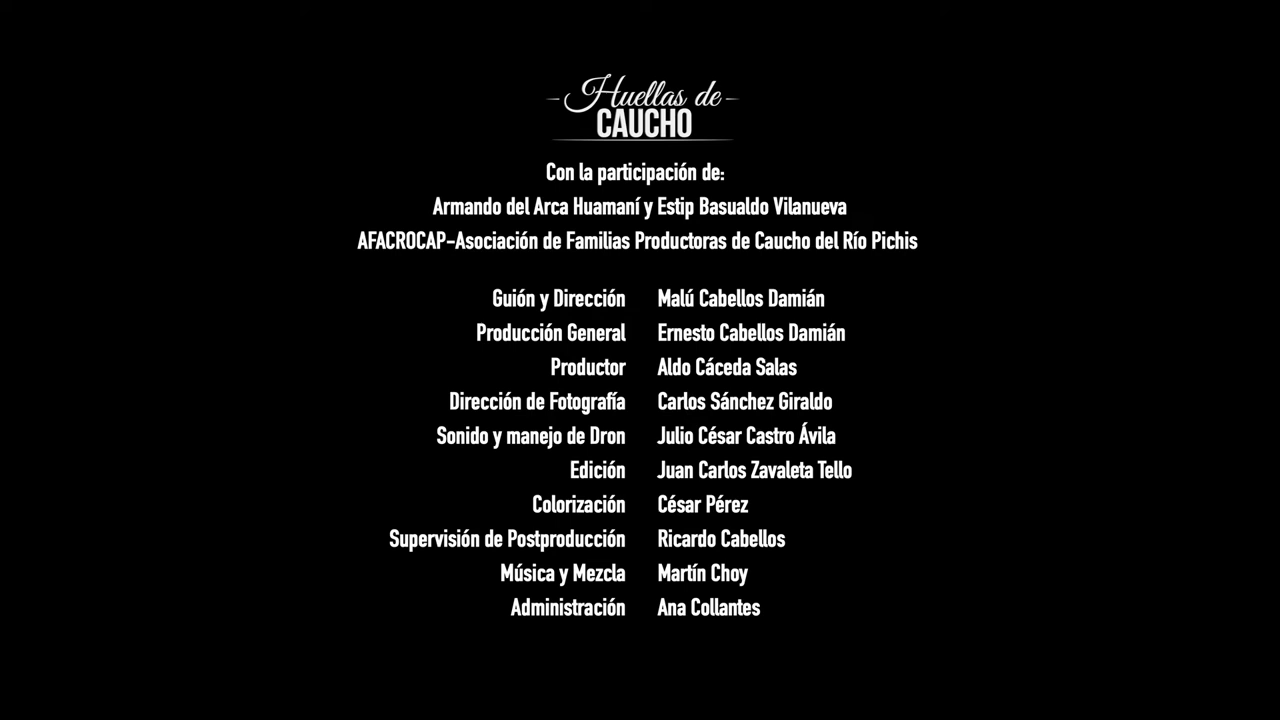 Huellas de
CAUCHO
Con la participación de:
Armando del Arca Huamaní y Estip Basualdo Vilanueva
AFACROCAP-Asociación de Familias Productoras de Caucho del Río Pichis
Guión y Dirección Malú Cabellos Damián
Producción General Ernesto Cabellos Damián
Productor Aldo Cáceda Salas
Dirección de Fotografía Carlos Sánchez Giraldo
Sonido y manejo de Dron Julio César Castro Ávila
Edición Juan Carlos Zavaleta Tello
Colorización César Pérez
Supervisión de Postproducción Ricardo Cabellos
Música y Mezcla Martín Choy
Administración Ana Collantes